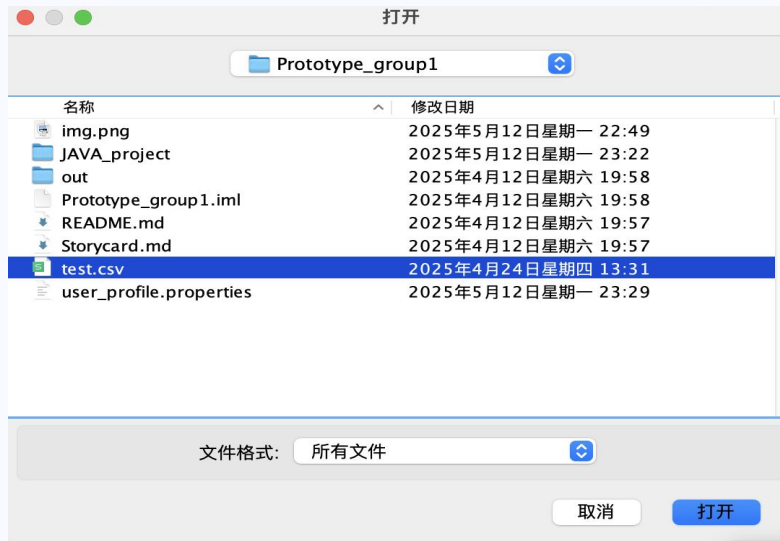 打开
Prototype_group1
名称 修改日期
img.png 2025年5月12日星期一 22:49
JAVA_project 2025年5月12日星期一 23:22
out 2025年4月12日星期六 19:58
Prototype_group1.iml 2025年4月12日星期六 19:58
README.md 2025年4月12日星期六 19:57
Storycard.md 2025年4月12日星期六 19:57
test.csv 2025年4月24日星期四 13:31
user_profile.properties 2025年5月12日星期一 23:29
文件格式: 所有文件
取消 打开